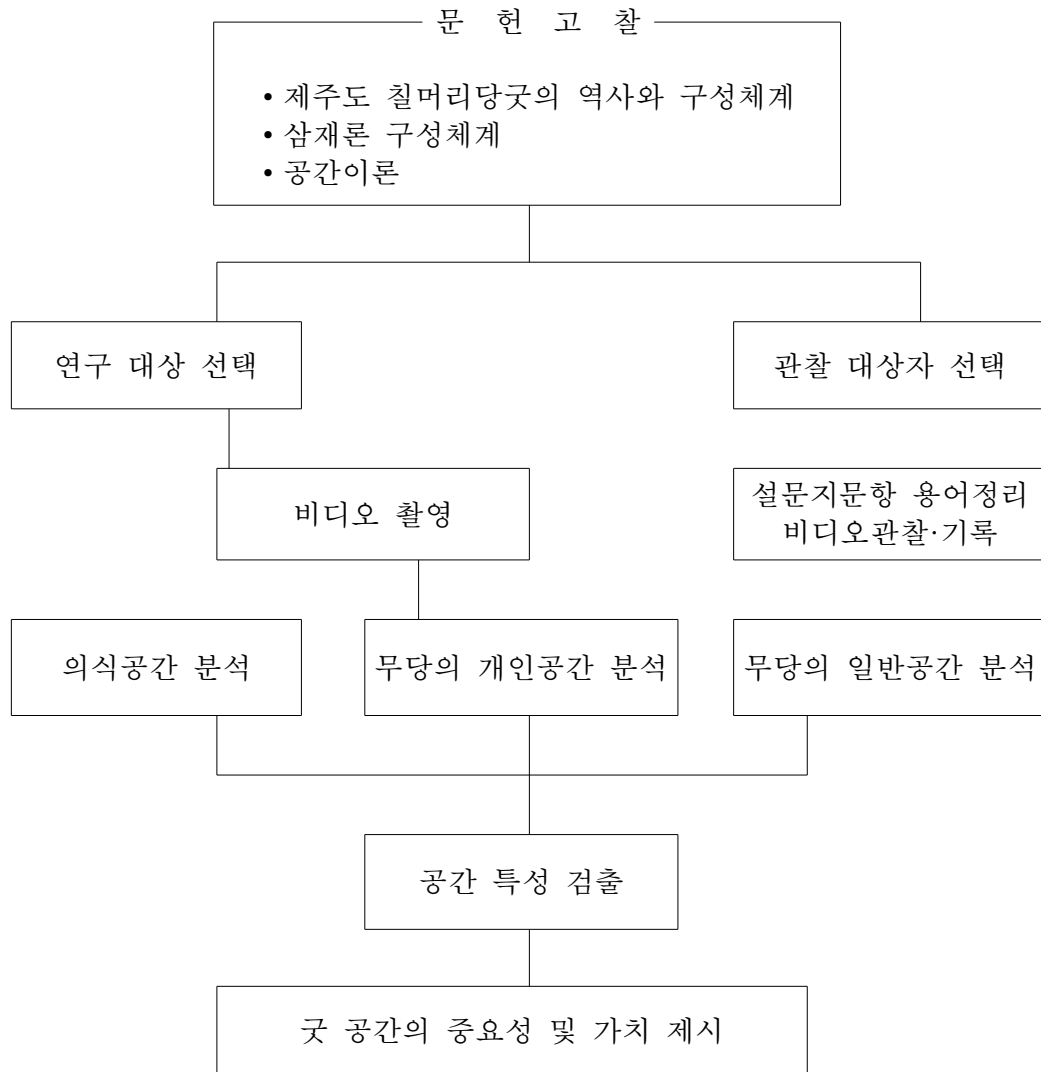 문 헌 고 찰
• 제주도 칠머리당굿의 역사와 구성체계
• 삼재론 구성체계
• 공간이론
연구 대상 선택
관찰 대상자 선택
비디오 촬영
설문지문항 용어정리
비디오관찰·기록
의식공간 분석
무당의 개인공간 분석
무당의 일반공간 분석
공간 특성 검출
굿 공간의 중요성 및 가치 제시